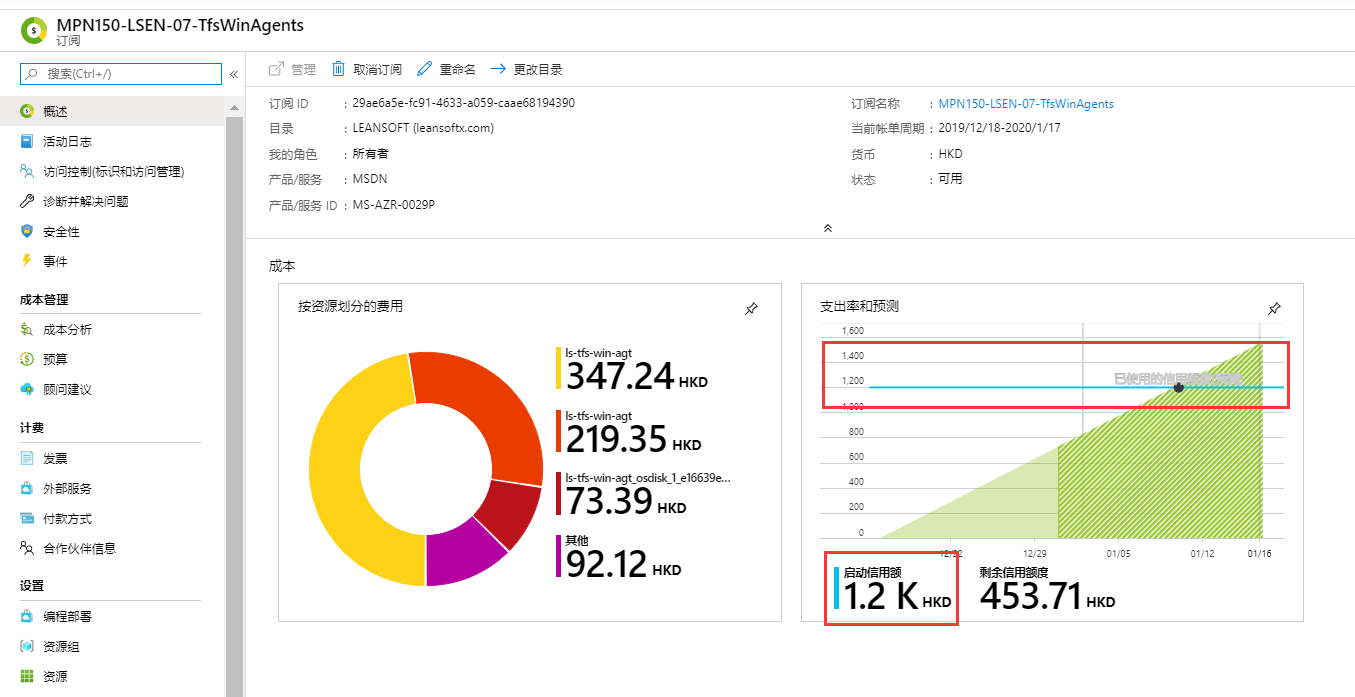 MPN150-LSEN-07-TfsWinAgents
订阅
搜索(Ctrl+/)
«
管理 取消订阅 重命名 更改目录
概述
活动日志
访问控制(标识和访问管理)
诊断并解决问题
安全性
事件
成本管理
成本分析
预算
顾问建议
计费
发票
外部服务
付款方式
合作伙伴信息
设置
编程部署
资源组
资源
订阅 ID : 29ae6a5e-fc91-4633-a059-caae68194390
目录 : LEANSOFT (leansoftx.com)
我的角色 : 所有者
产品/服务 : MSDN
产品/服务 ID : MS-AZR-0029P
订阅名称 : MPN150-LSEN-07-TfsWinAgents
当前帐单周期 : 2019/12/18-2020/1/17
货币 : HKD
状态 : 可用
成本
按资源划分的费用
ls-tfs-win-agt
347.24 HKD
ls-tfs-win-agt
219.35 HKD
ls-tfs-win-agt_osdisk_1_e16639e...
73.39 HKD
其他
92.12 HKD
支出率和预测
1,600
1,400
1,200
1,000
800
600
400
200
0
已使用的信用额
12/22 12/29 01/05 01/12 01/16
启动信用额
1.2 K HKD
剩余信用额度
453.71 HKD